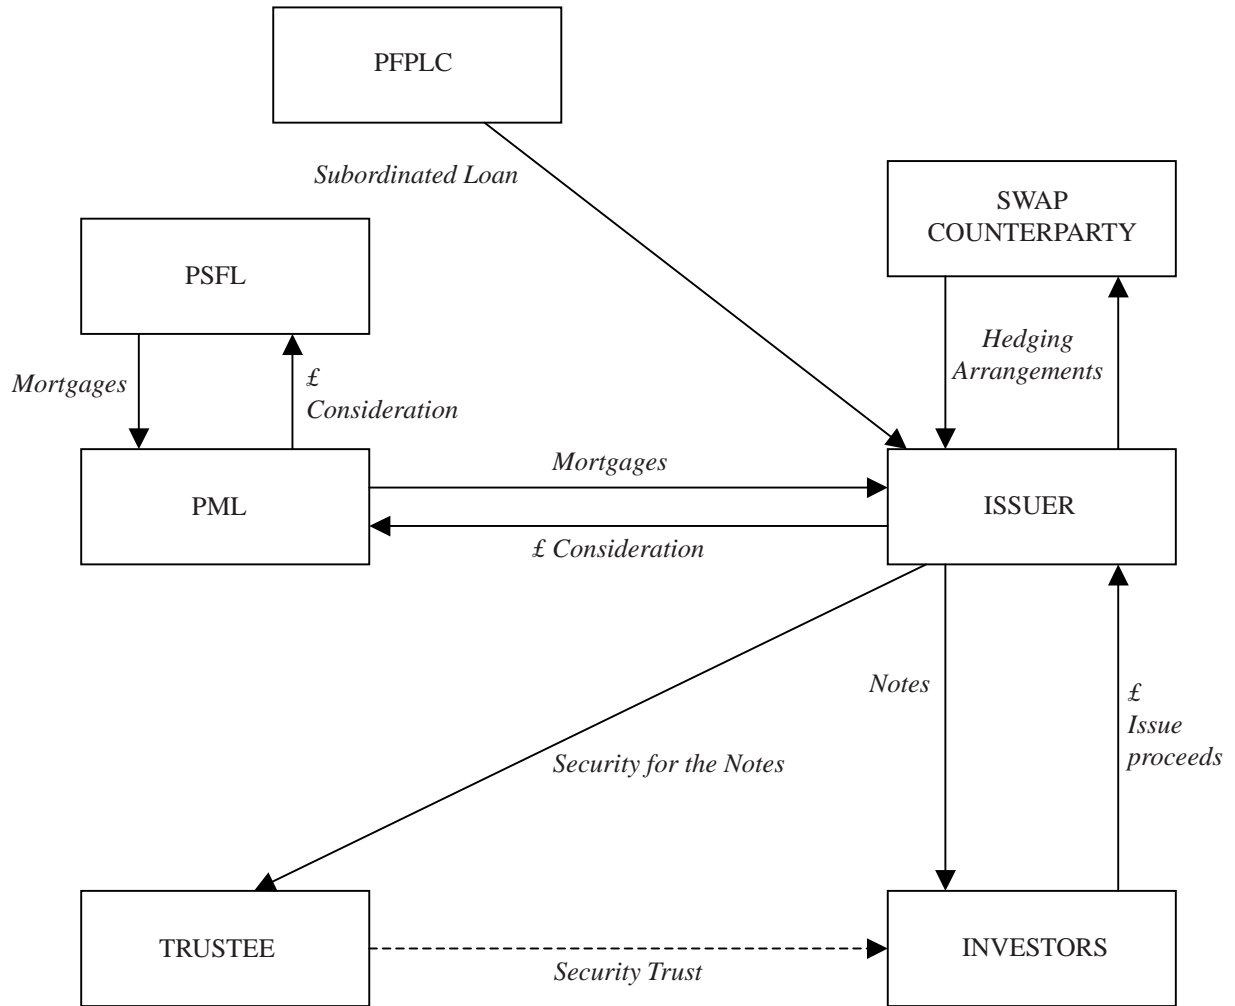 PFPLC
Subordinated Loan
SWAP
COUNTERPARTY
PSFL
Hedging
Arrangements
Mortgages
£
Consideration
Mortgages
PML
ISSUER
£ Consideration
Notes
£
Issue
proceeds
Security for the Notes
TRUSTEE
INVESTORS
Security Trust